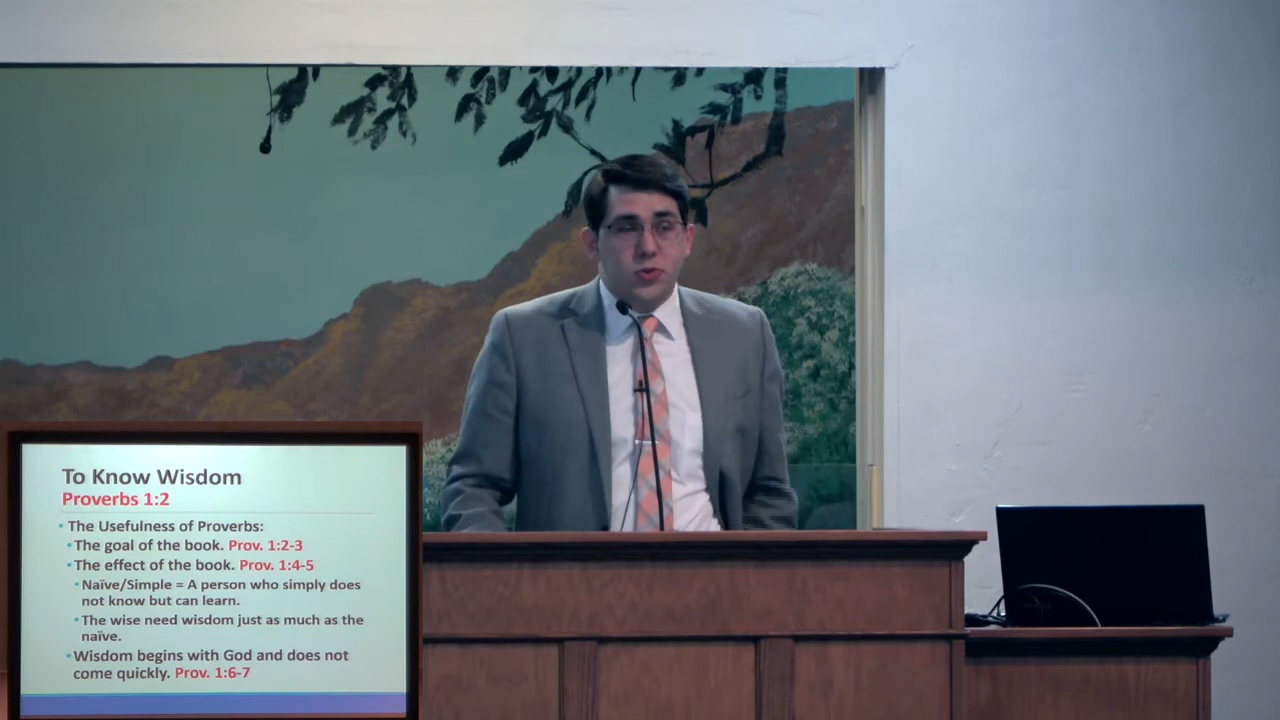 To Know Wisdom
Proverbs 1:2
• The Usefulness of Proverbs:
• The goal of the book. Prov. 1:2-3
• The effect of the book. Prov. 1:4-5
• Naïve/Simple = A person who simply does
not know but can learn.
• The wise need wisdom just as much as the
naïve.
• Wisdom begins with God and does not
come quickly. Prov. 1:6-7